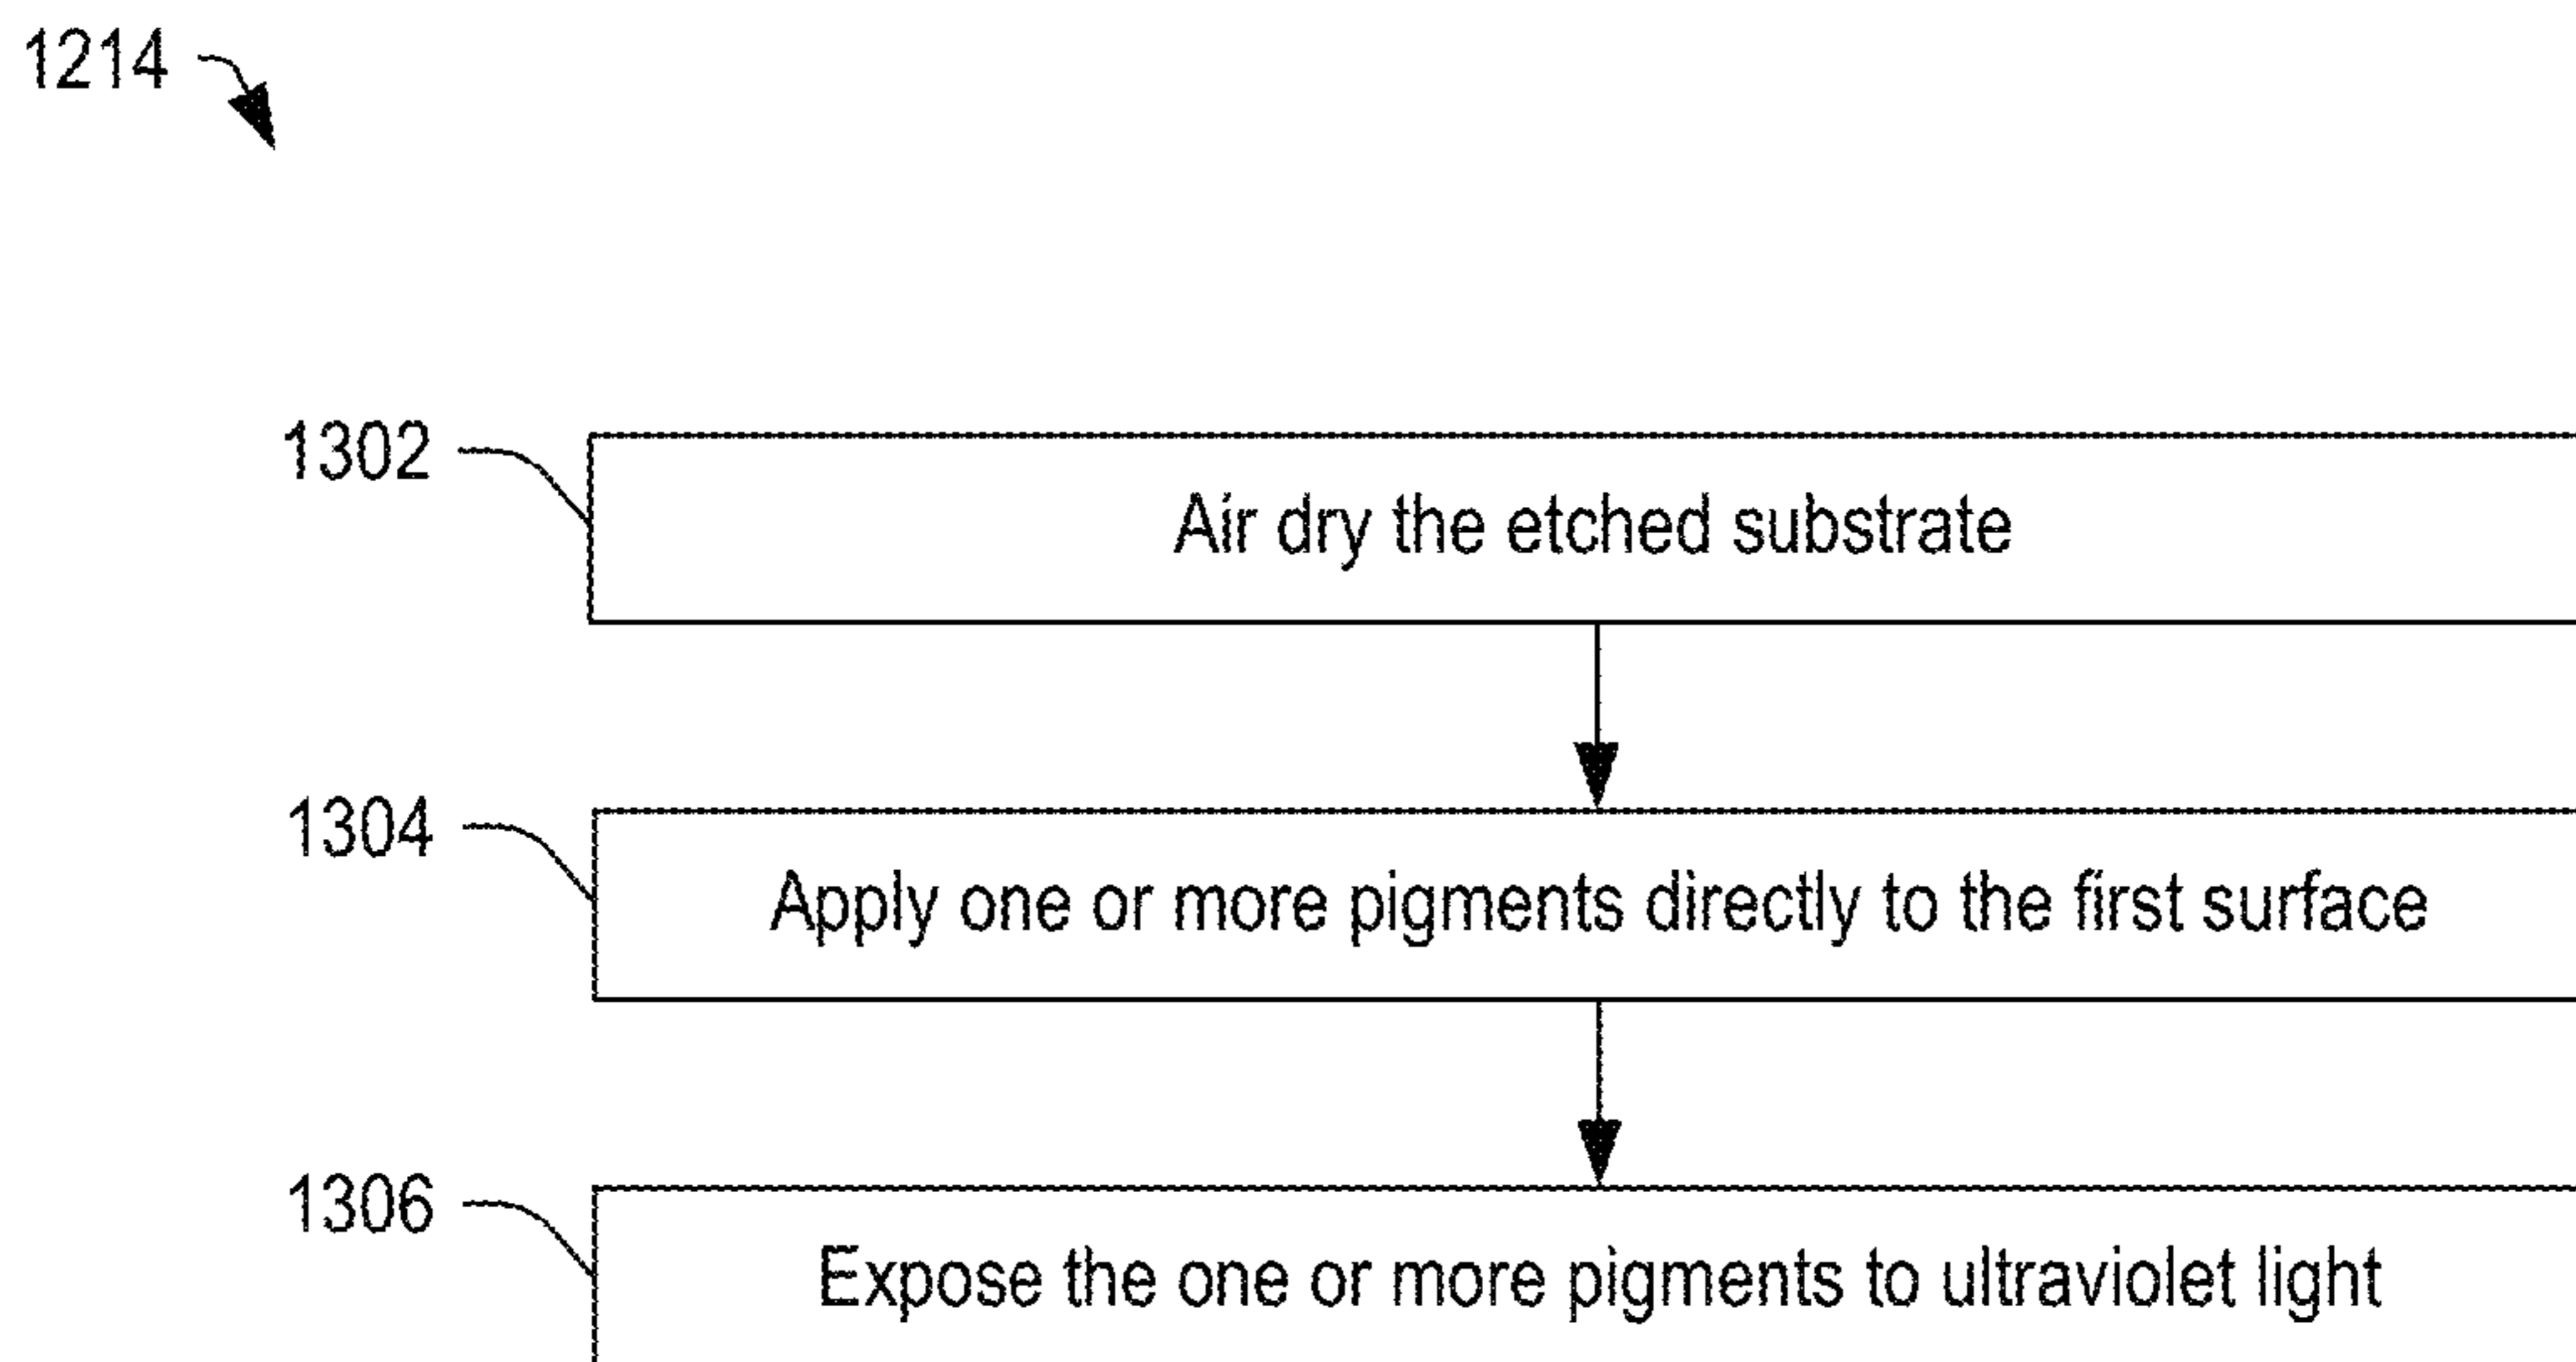 1214
1302
Air dry the etched substrate
1304
Apply one or more pigments directly to the first surface
1306
Expose the one or more pigments to ultraviolet light